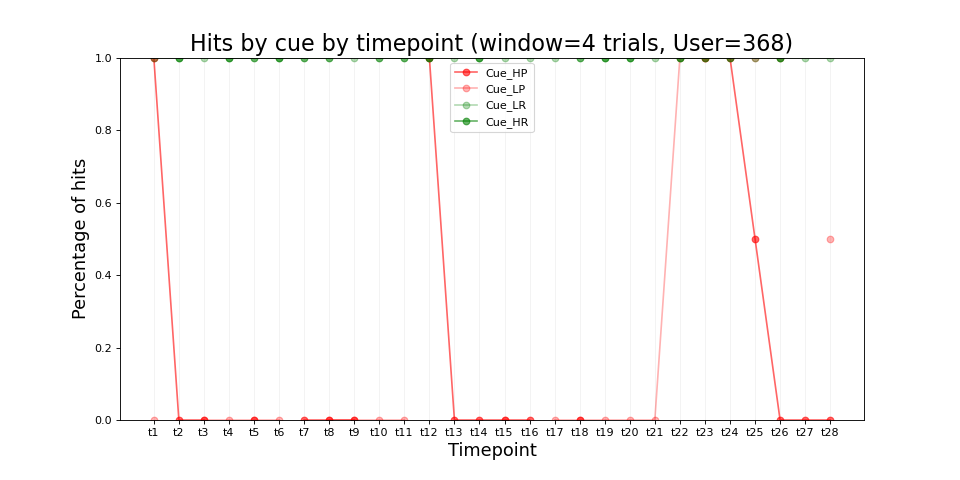 Hits by cue by timepoint (window=4 trials, User=368)
Percentage of hits
1.0
0.8
0.6
0.4
0.2
0.0
Cue_HP
Cue_LP
Cue_LR
Cue_HR
t1 t2 t3 t4 t5 t6 t7 t8 t9 t10 t11 t12 t13 t14 t15 t16 t17 t18 t19 t20 t21 t22 t23 t24 t25 t26 t27 t28
Timepoint